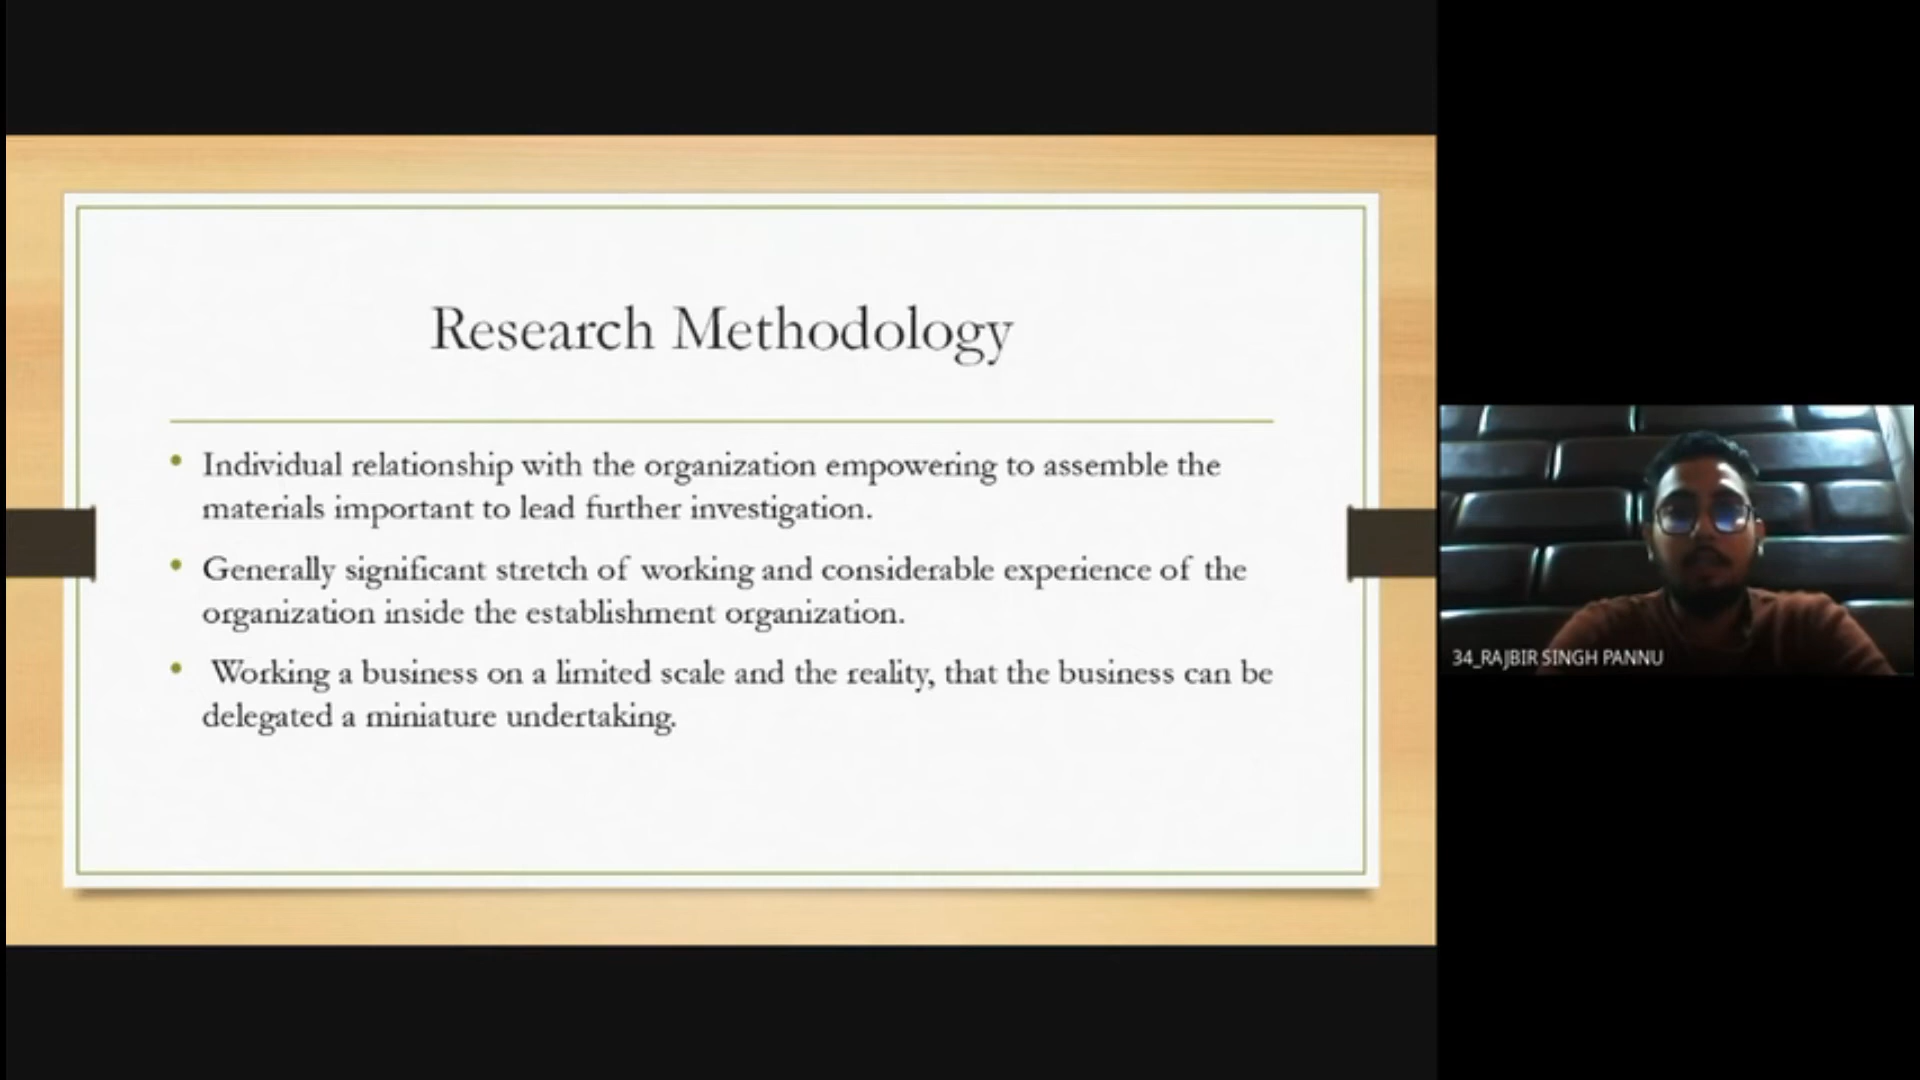 Research Methodology
• Individual relationship with the organization empowering to assemble the
materials important to lead further investigation.
• Generally significant stretch of working and considerable experience of the
organization inside the establishment organization.
• Working a business on a limited scale and the reality, that the business can be
delegated a miniature undertaking.
34_RAJBIR SINGH PANNU